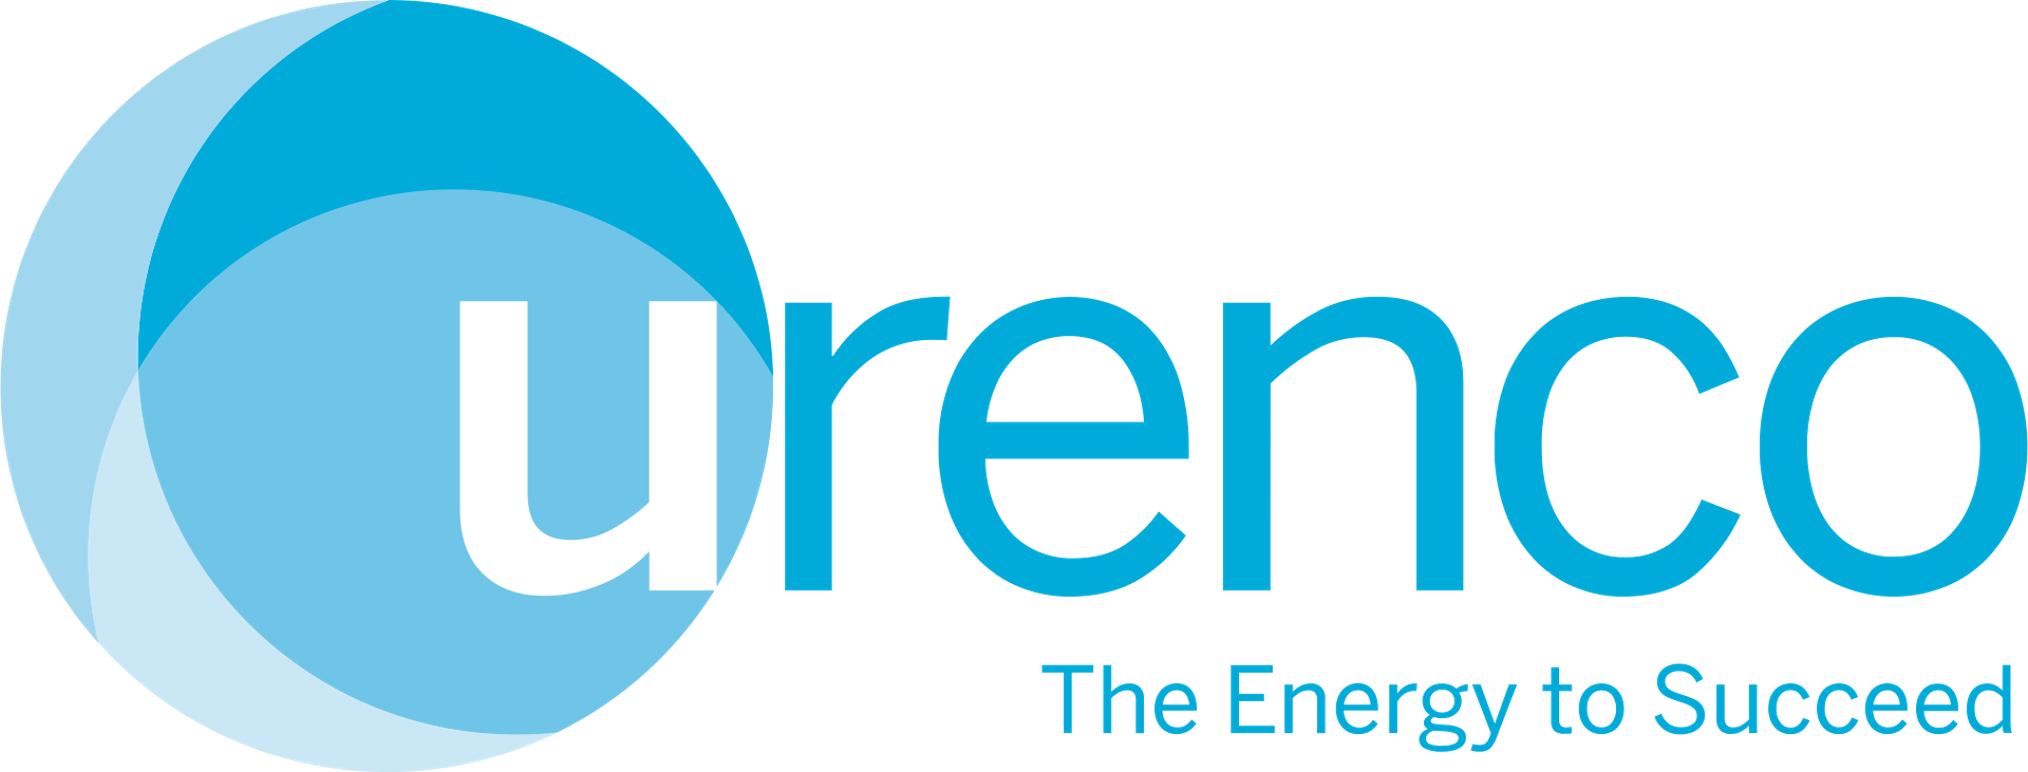 urenco
The Energy to Succeed